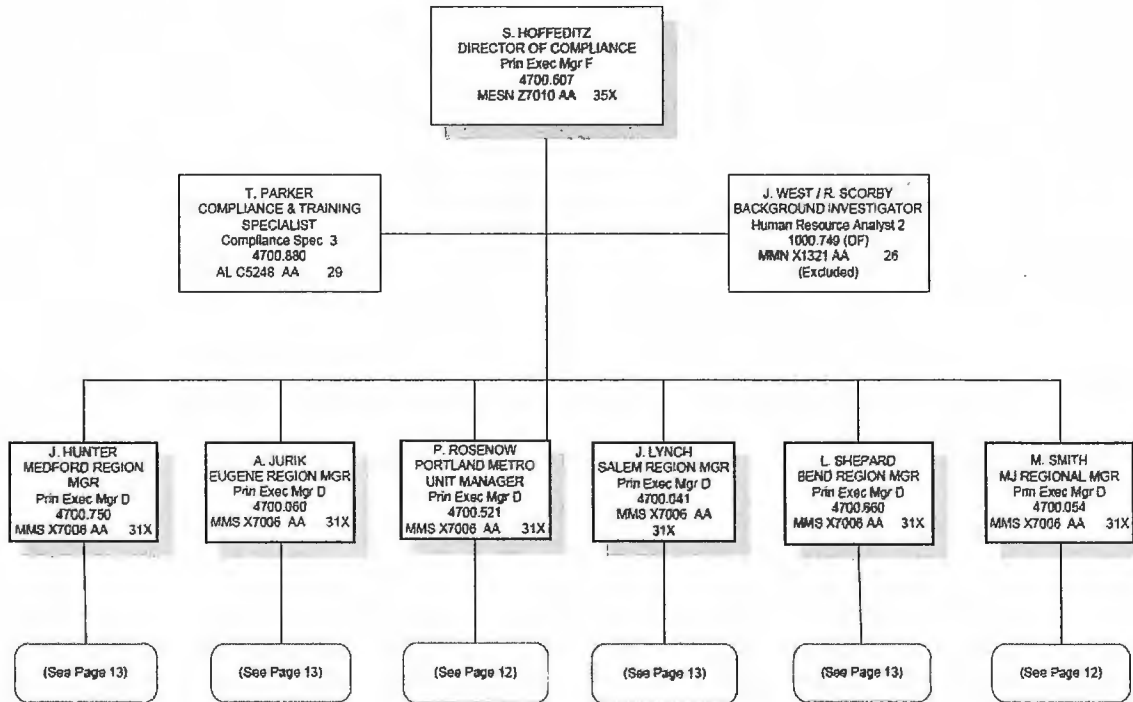 S. HOFFEDITZ
DIRECTOR OF COMPLIANCE
Prin Exec Mgr F
4700.607
MESN Z7010 AA 35X
T. PARKER
COMPLIANCE & TRAINING
SPECIALIST
Compliance Spec 3
4700.880
AL C5248 AA 29
J. WEST / R. SCORBY
BACKGROUND INVESTIGATOR
Human Resource Analyst 2
1000.749 (DF)
MMN X1321 AA 26
(Excluded)
J. HUNTER
MEDFORD REGION
MGR
Prin Exec Mgr D
4700.750
MMS X7006 AA 31X
A. JURIK
EUGENE REGION MGR
Prin Exec Mgr D
4700.060
MMS X7006 AA 31X
P. ROSENOW
PORTLAND METRO
UNIT MANAGER
Prin Exec Mgr D
4700.521
MMS X7006 AA 31X
J. LYNCH
SALEM REGION MGR
Prin Exec Mgr D
4700.041
MMS X7006 AA
31X
L. SHEPARD
BEND REGION MGR
Prin Exec Mgr D
4700.660
MMS X7006 AA 31X
M. SMITH
MJ REGIONAL MGR
Prin Exec Mgr D
4700.054
MMS X7006 AA 31X
(See Page 13)
(See Page 13)
(See Page 12)
(See Page 13)
(See Page 13)
(See Page 12)